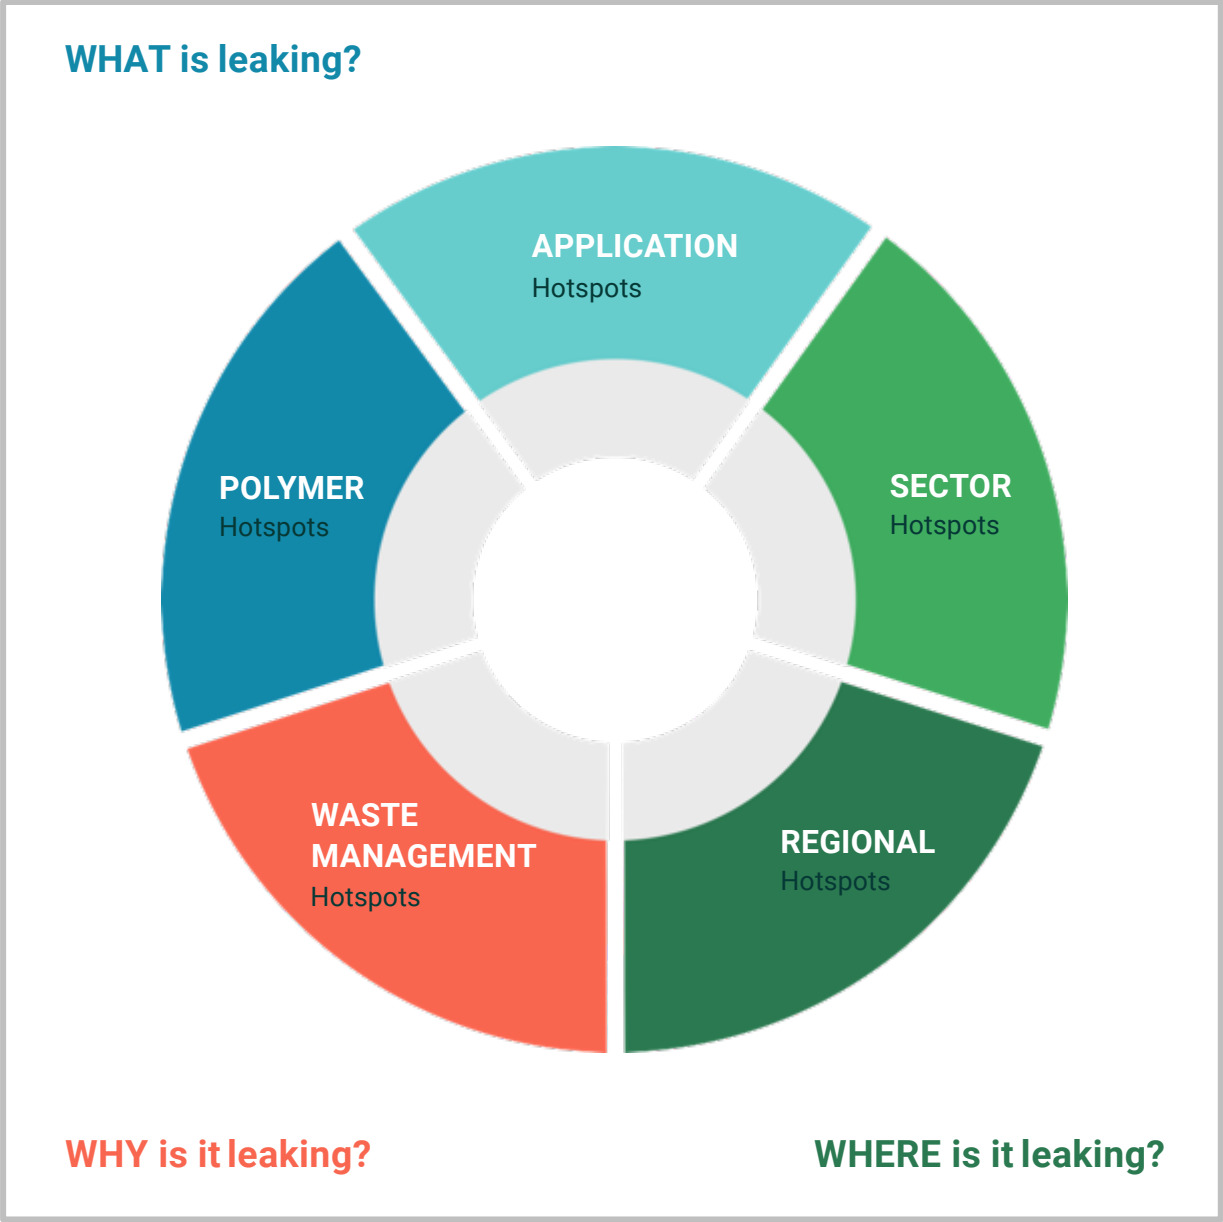 WHAT is leaking?
APPLICATION
Hotspots
POLYMER
Hotspots
SECTOR
Hotspots
WASTE
MANAGEMENT
Hotspots
REGIONAL
Hotspots
WHY is it leaking?
WHERE is it leaking?